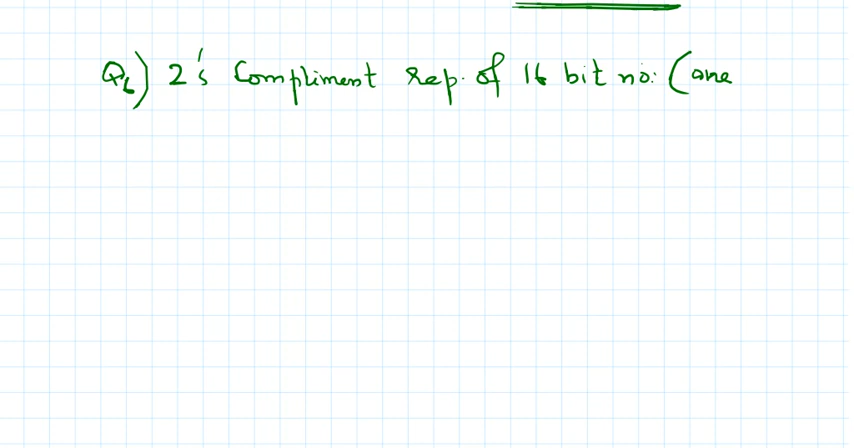 Q6) 2's Compliment rep. of 16 bit no: (one